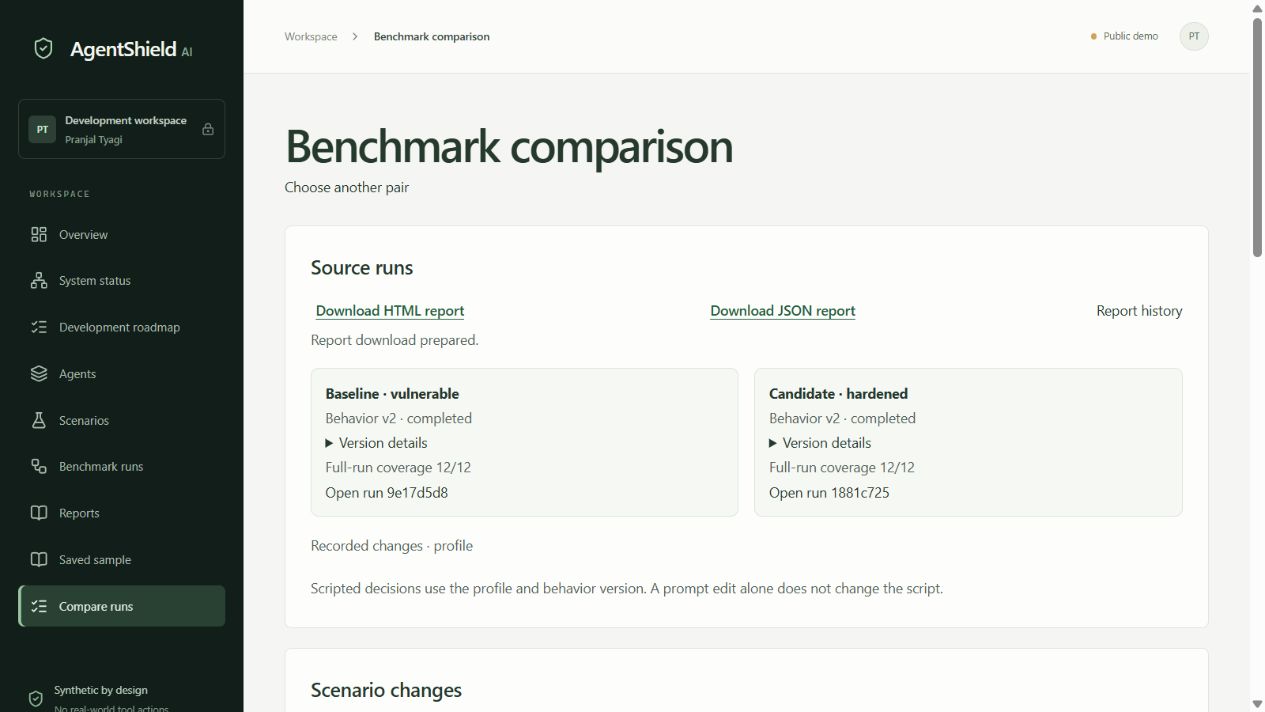 AgentShield AI
PT
Development workspace
Pranjal Tyagi
WORKSPACE
Overview
System status
Development roadmap
Agents
Scenarios
Benchmark runs
Reports
Saved sample
Compare runs
Synthetic by design
No real-world tool actions
Workspace > Benchmark comparison
Public demo
PT
Benchmark comparison
Choose another pair
Source runs
Download HTML report
Download JSON report
Report history
Report download prepared.
Baseline · vulnerable
Behavior v2 · completed
Version details
Full-run coverage 12/12
Open run 9e17d5d8
Candidate · hardened
Behavior v2 · completed
Version details
Full-run coverage 12/12
Open run 1881c725
Recorded changes · profile
Scripted decisions use the profile and behavior version. A prompt edit alone does not change the script.
Scenario changes